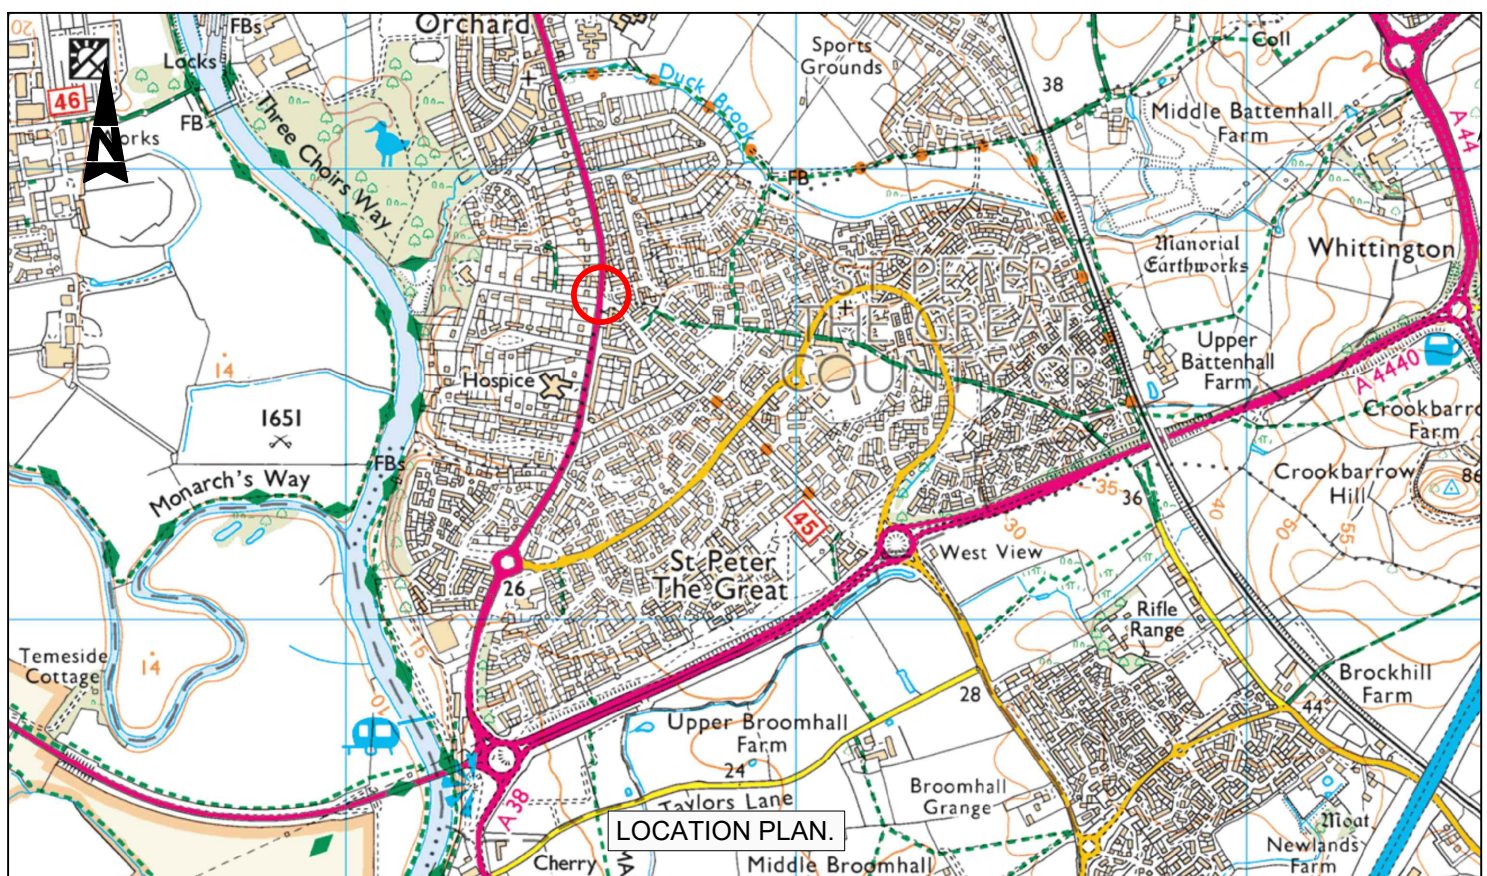 Orchard
FBs
Locks
46
FB
Works
N
Three Choirs Way
Duck Brook
Sports
Grounds
38
Coll
Middle Battenhall
Farm
A 44
FB
Manorial
Earthworks
Whittington
ST PETER
THE GREAT
COUNTY CP
Upper
Battenhall
Farm
A 4440
14
Hospice
1651
Crookbarro
Farm
FBs
Monarch's Way
Crookbarrow
Hill
86
35
36
40
50
55
30
45
West View
St Peter
The Great
26
Rifle
Range
15
Temeside
Cottage
14
10
28
Brockhill
Farm
44
Upper Broomhall
Farm
24
Broomhall
Grange
Taylors Lane
A 38
LOCATION PLAN.
Moat
Newlands
Farm
Cherry
Middle Broomhall